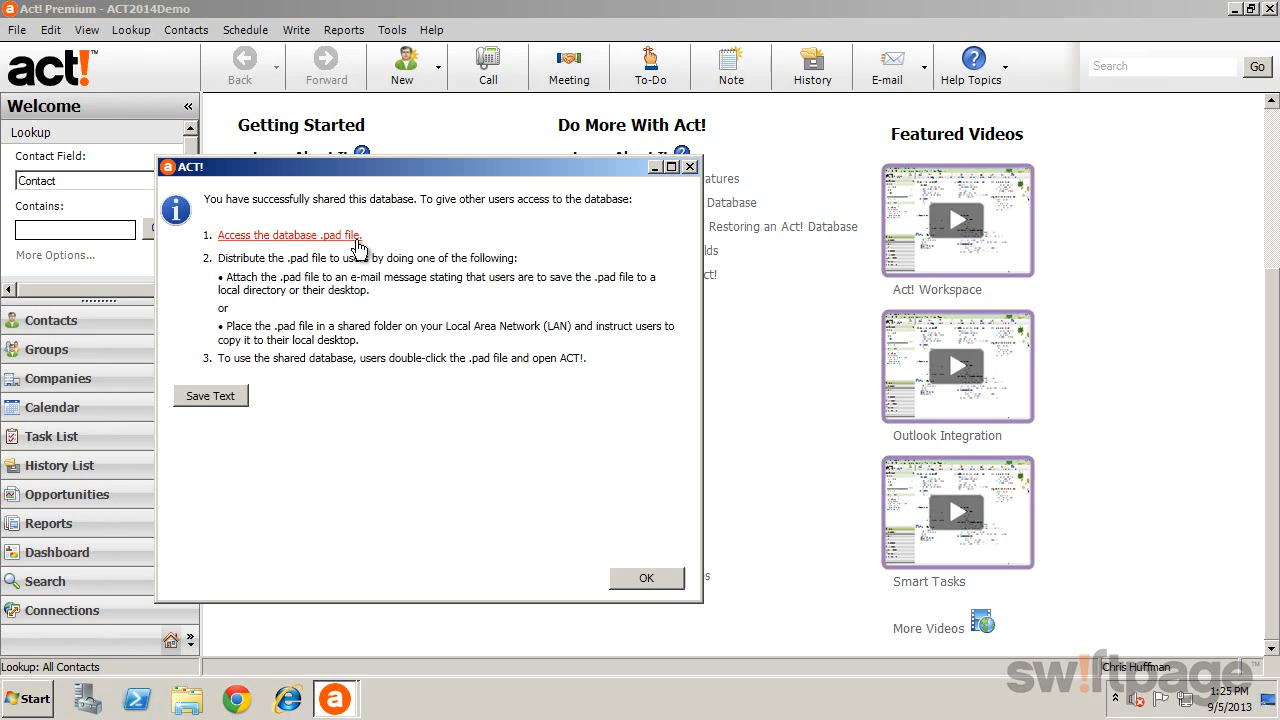 Act! Premium - ACT2014Demo
File Edit View Lookup Contacts Schedule Write Reports Tools Help
act!™
Back Forward New Call Meeting To-Do Note History E-mail Help Topics
Search Go
Welcome «
Lookup
Contact Field:
Contact
Contains:
More Options...
Contacts
Groups
Companies
Calendar
Task List
History List
Opportunities
Reports
Dashboard
Search
Connections
Getting Started
Do More With Act!
Featured Videos
atures
Database
Restoring an Act! Database
ct!
Act! Workspace
Outlook Integration
Smart Tasks
More Videos
ACT!
You have successfully shared this database. To give other users access to the database:
1. Access the database .pad file.
2. Distribute the .pad file to users by doing one of the following:
• Attach the .pad file to an e-mail message stating that users are to save the .pad file to a
local directory or their desktop.
or
• Place the .pad file in a shared folder on your Local Area Network (LAN) and instruct users to
copy it to their local desktop.
3. To use the shared database, users double-click the .pad file and open ACT!.
Save Text
OK
Lookup: All Contacts
Chris Huffman
sw!ftpage™
Start
1:25 PM
9/5/2013